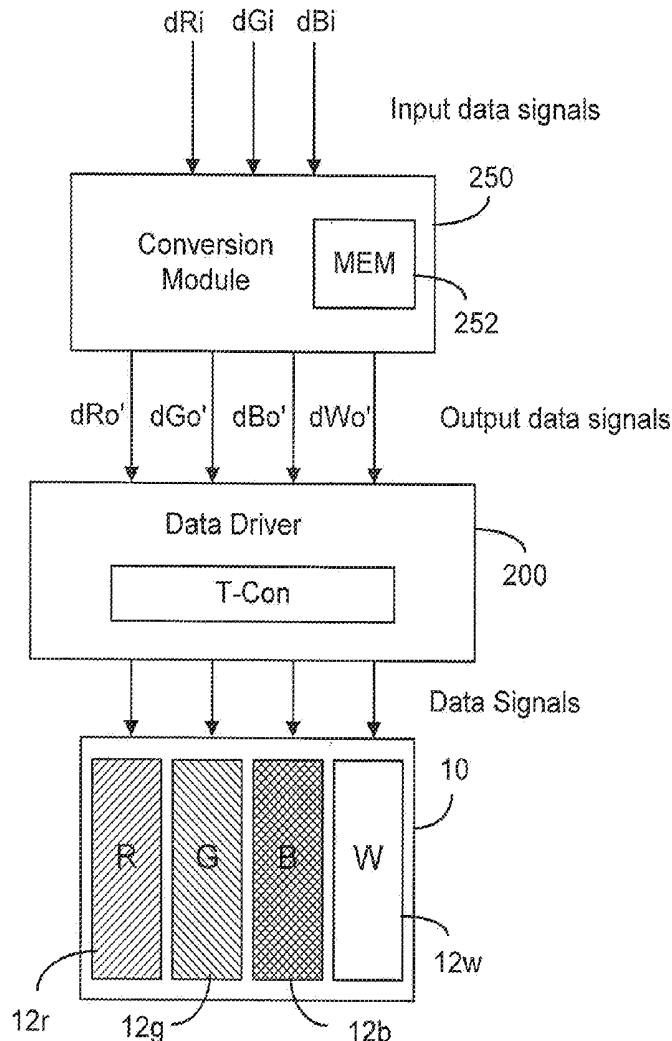 dRi dGi dBi
Input data signals
250
Conversion
Module
MEM
252
dRo' dGo' dBo' dWo'
Output data signals
Data Driver
T-Con
200
Data Signals
10
R G B W
12w
12r 12g 12b